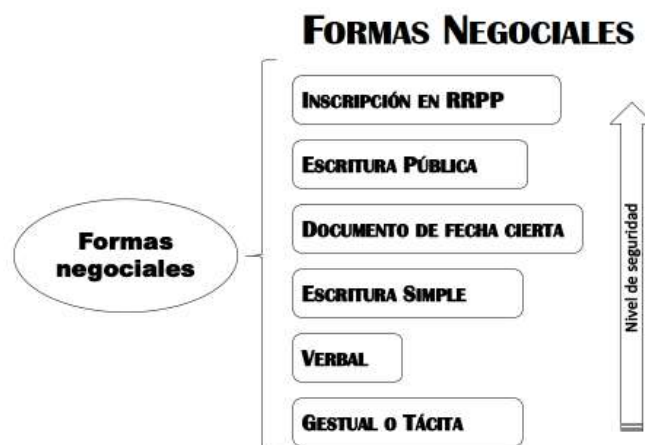 FORMAS NEGOCIALES
INSCRIPCIÓN EN RRPP
ESCRITURA PÚBLICA
DOCUMENTO DE FECHA CIERTA
ESCRITURA SIMPLE
VERBAL
GESTUAL O TÁCITA
Formas
negociales
Nivel de seguridad